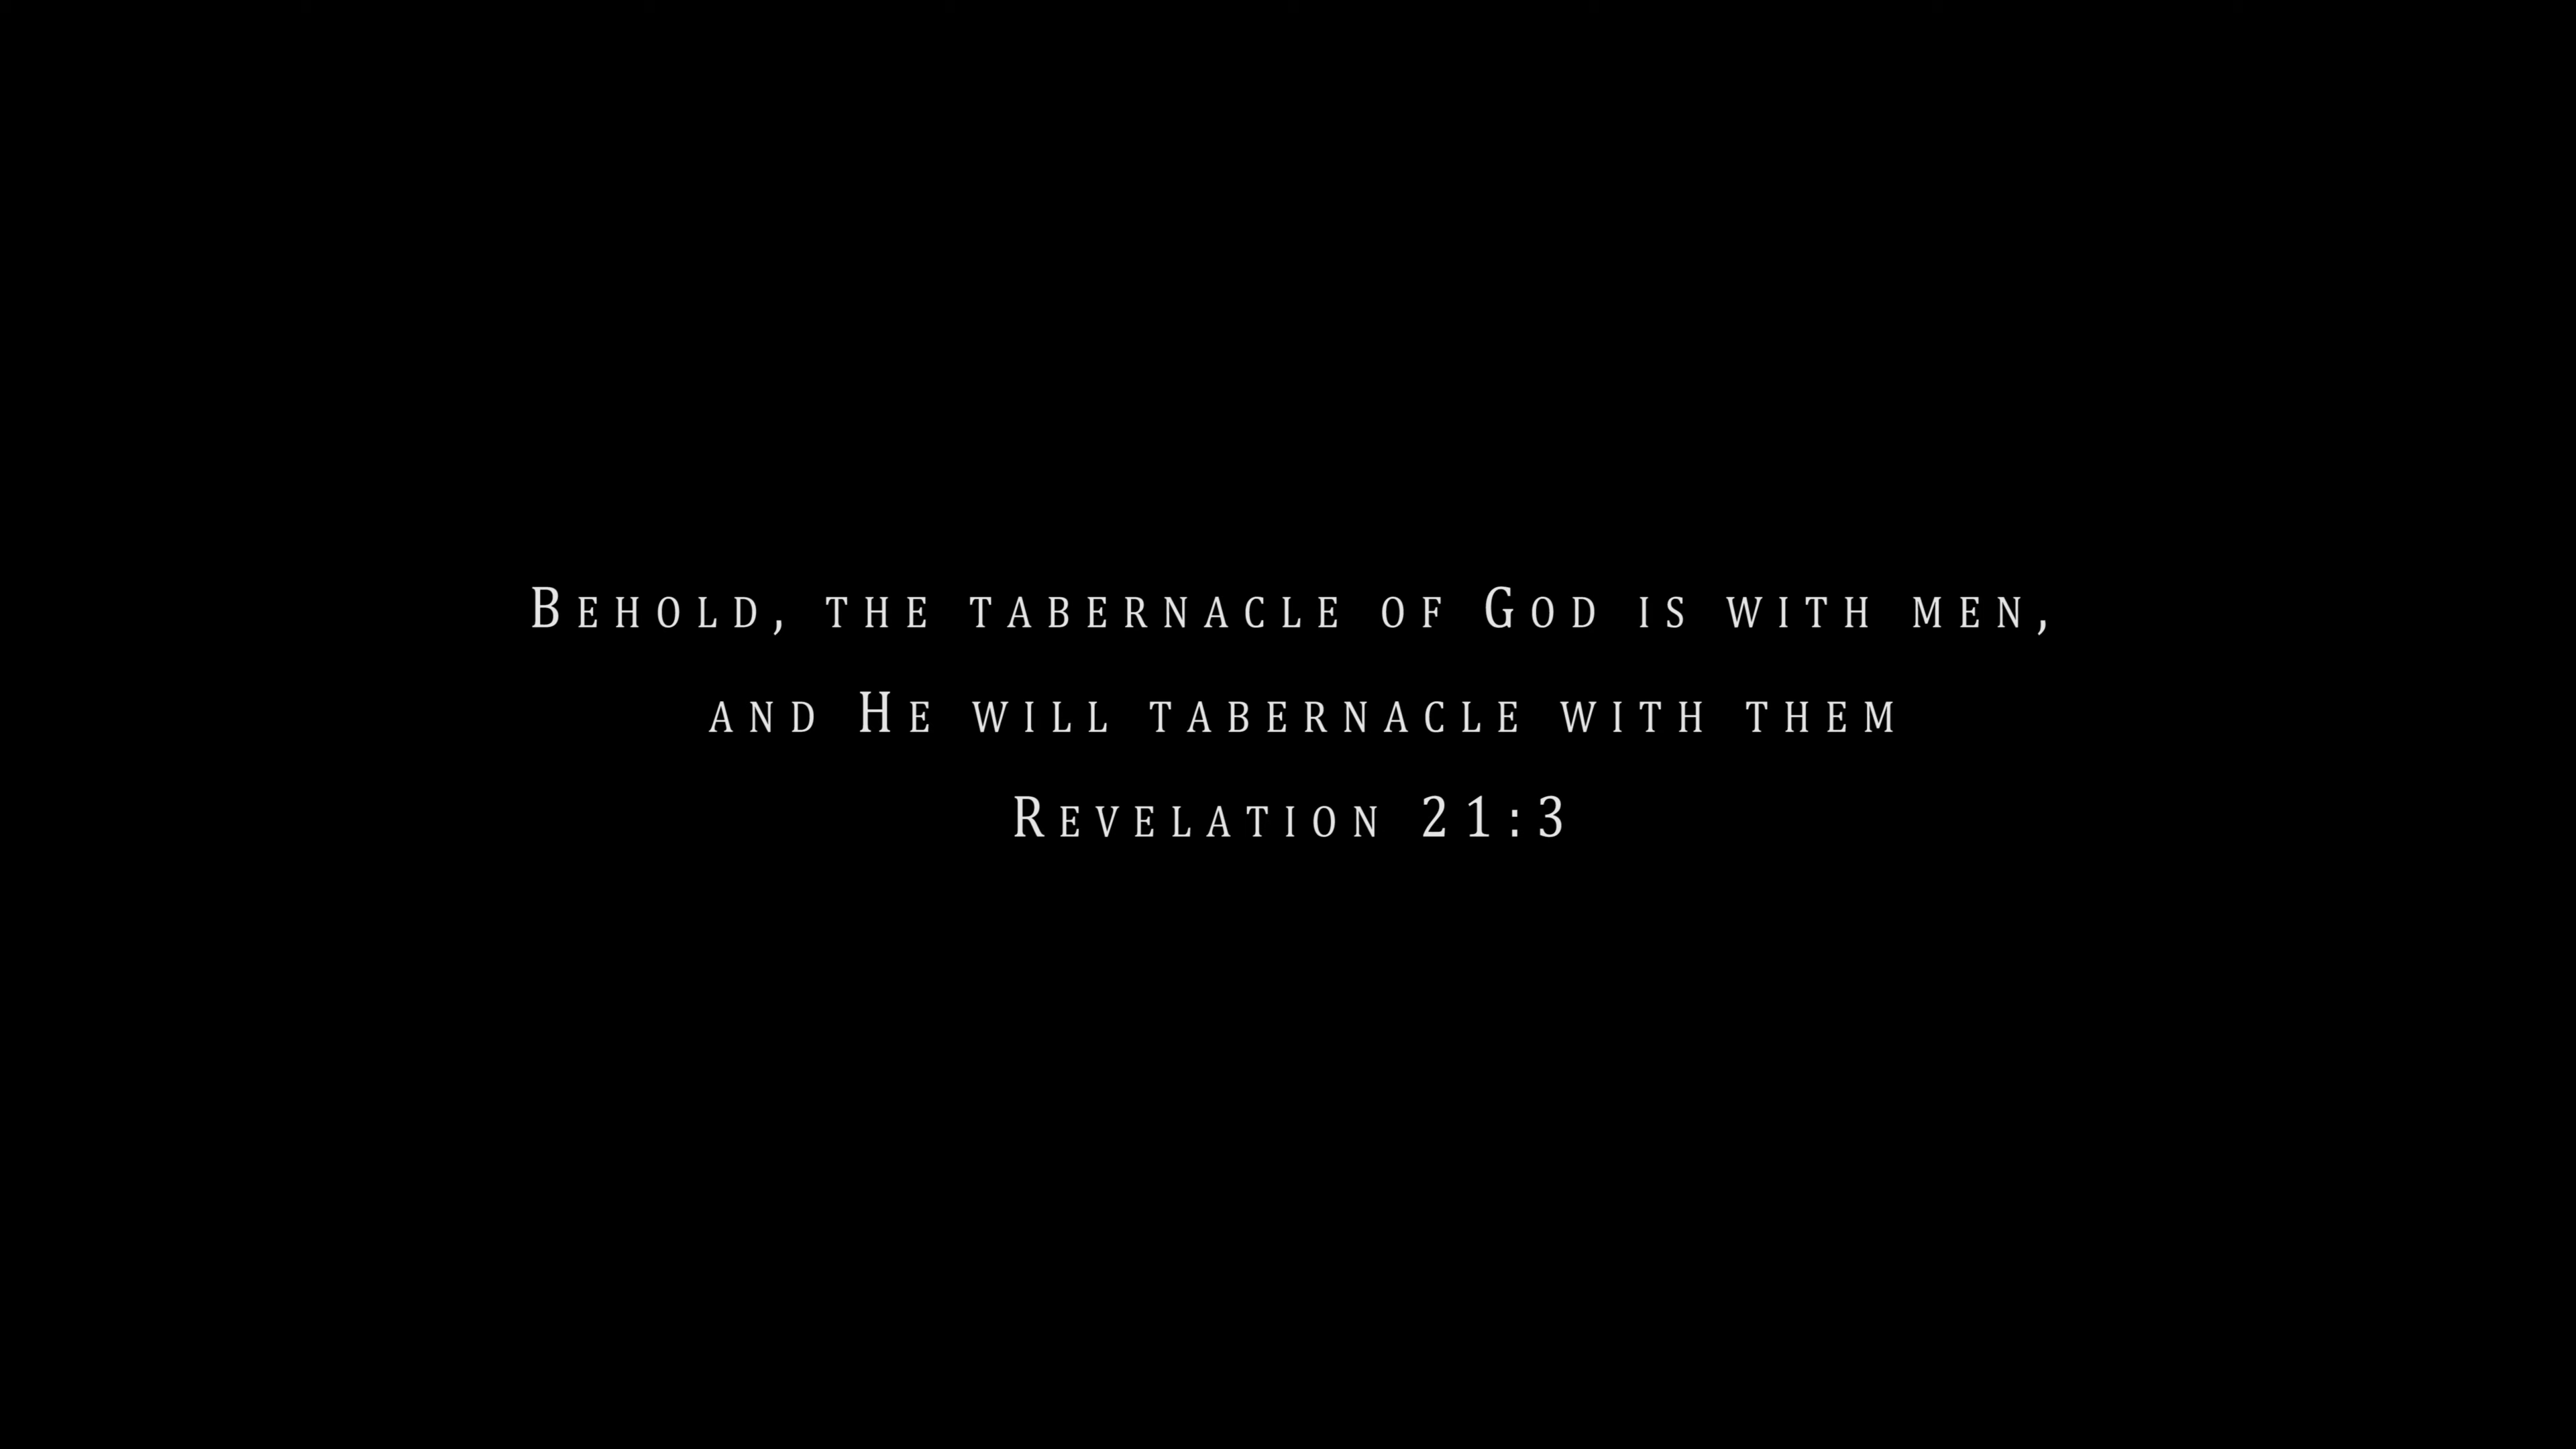 Behold, the tabernacle of God is with men,
and He will tabernacle with them
Revelation 21:3